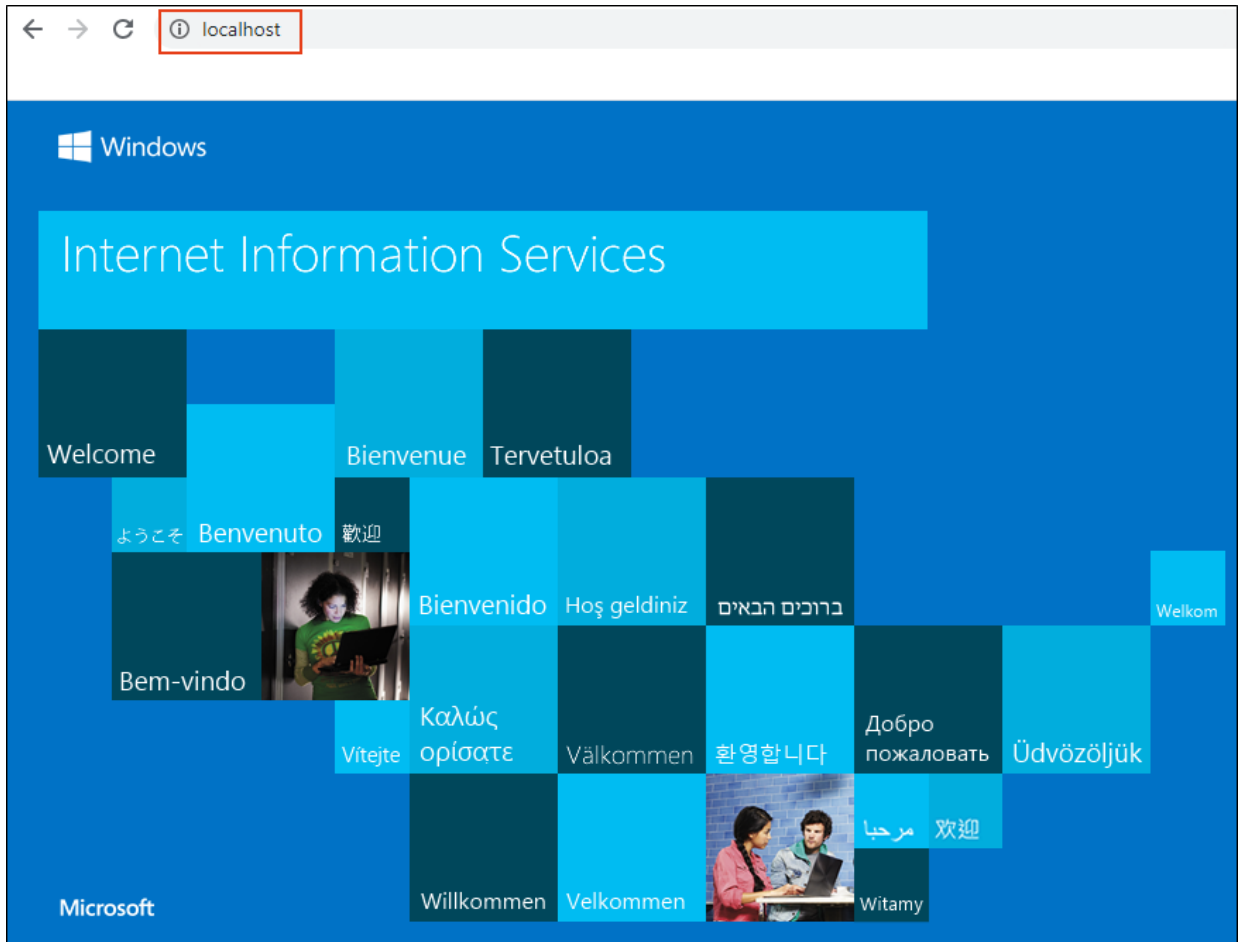 localhost
Windows
Internet Information Services
Welcome
Bienvenue
Tervetuloa
ようこそ
Benvenuto
歡迎
Bienvenido
Hoş geldiniz
ברוכים הבאים
Welkom
Bem-vindo
Vítejte
Καλώς
ορίσατε
Välkommen
환영합니다
Добро
пожаловать
Üdvözöljük
مرحبا
欢迎
Willkommen
Velkommen
Witamy
Microsoft